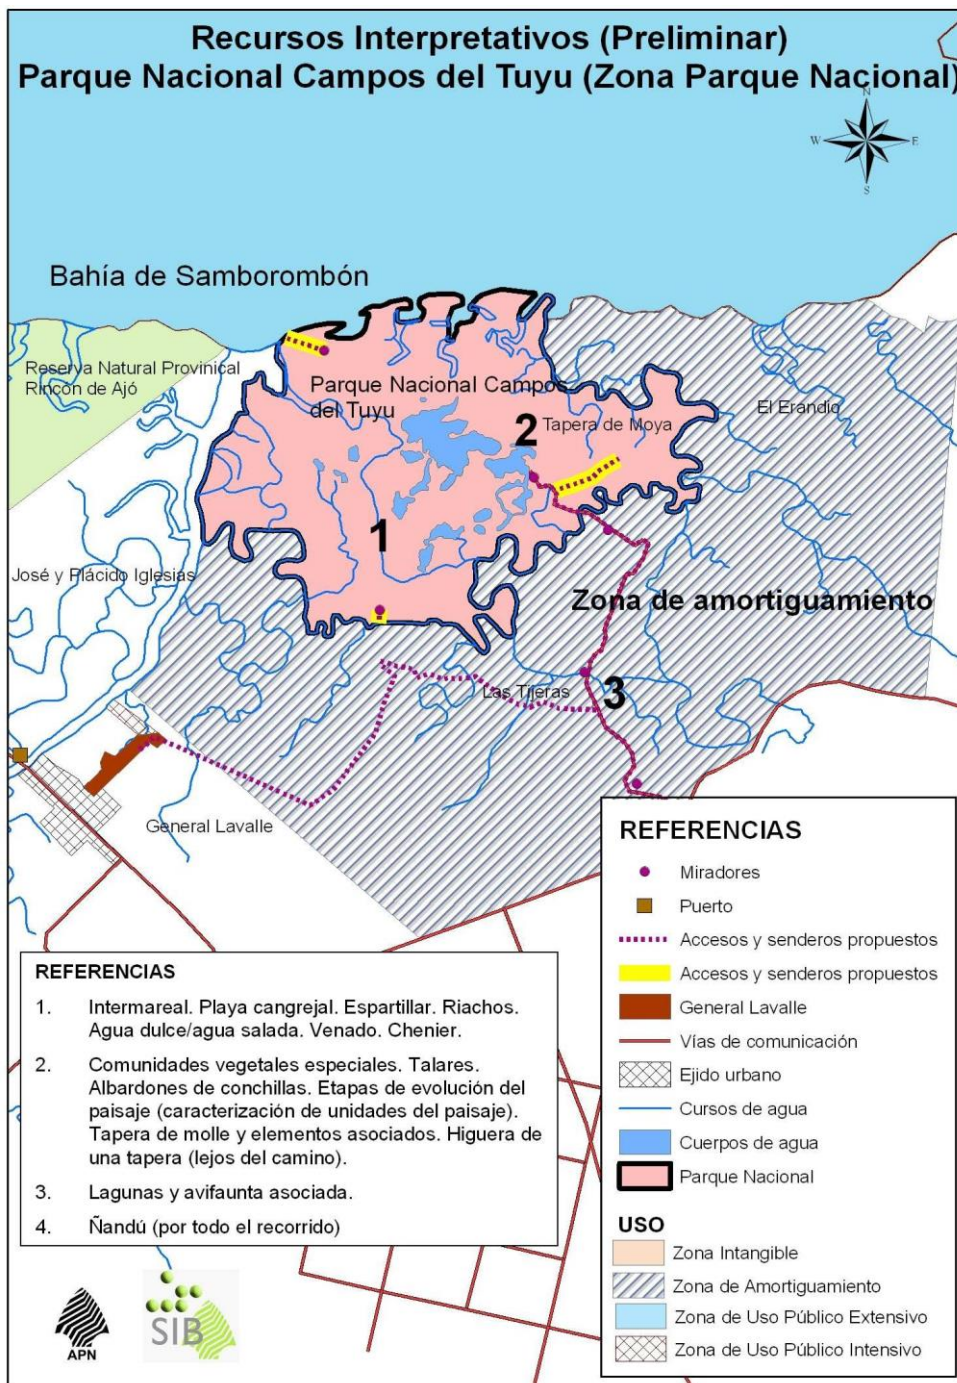 Recursos Interpretativos (Preliminar)
Parque Nacional Campos del Tuyu (Zona Parque Nacional)
N
W
E
S
Bahía de Samborombón
Reserva Natural Provinical
Rincón de Ajó
Parque Nacional Campos
del Tuyu
2
Tapera de Moya
El Erandio
1
José y Plácido Iglesias
Zona de amortiguamiento
Las Tijeras
3
General Lavalle
REFERENCIAS
Miradores
Puerto
Accesos y senderos propuestos
Accesos y senderos propuestos
General Lavalle
Vías de comunicación
Ejido urbano
Cursos de agua
Cuerpos de agua
Parque Nacional
USO
Zona Intangible
Zona de Amortiguamiento
Zona de Uso Público Extensivo
Zona de Uso Público Intensivo
REFERENCIAS
1. Intermareal. Playa cangrejal. Espartillar. Riachos.
Agua dulce/agua salada. Venado. Chenier.
2. Comunidades vegetales especiales. Talares.
Albardones de conchillas. Etapas de evolución del
paisaje (caracterización de unidades del paisaje).
Tapera de molle y elementos asociados. Higuera de
una tapera (lejos del camino).
3. Lagunas y avifaunta asociada.
4. Ñandú (por todo el recorrido)
APN
SIB